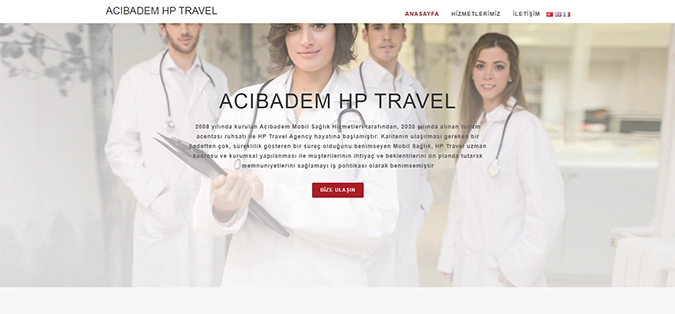 ACIBADEM HP TRAVEL
ANASAYFA HİZMETLERİMİZ İLETİŞİM
ACIBADEM HP TRAVEL
2008 yılında kurulan Acıbadem Mobil Sağlık Hizmetleri tarafından, 2020 yılında alınan turizm
acentası ruhsatı ile HP Travel Agency hayatına başlamıştır. Kalitenin ulaşılması gereken bir
hedeften çok, süreklilik gösteren bir süreç olduğunu benimseyen Mobil Sağlık, HP Travel uzman
kadrosu ve kurumsal yapılanması ile müşterilerinin ihtiyaç ve beklentilerini ön planda tutarak
memnuniyetlerini sağlamayı iş politikası olarak benimsemiştir
BİZE ULAŞIN